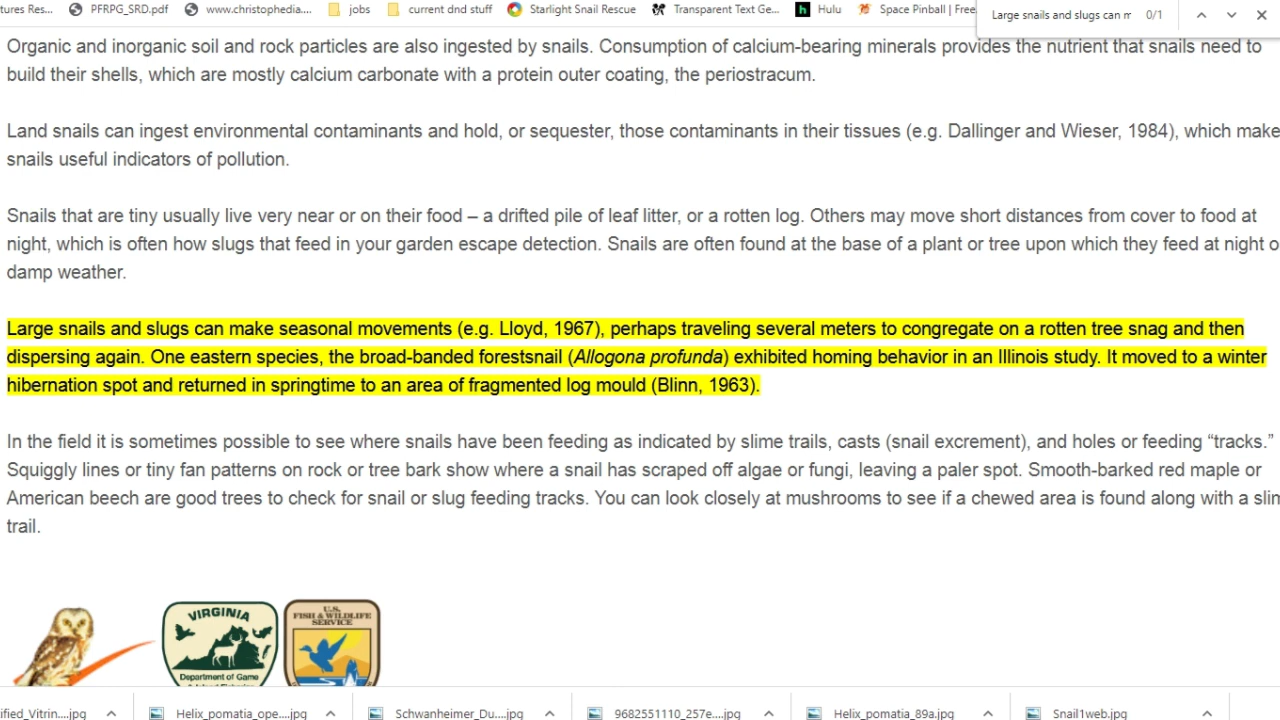 tures Res...
PFRPG_SRD.pdf
www.christophedia....
jobs
current dnd stuff
Starlight Snail Rescue
Transparent Text Ge...
Hulu
Space Pinball | Free
Large snails and slugs can m
0/1
Organic and inorganic soil and rock particles are also ingested by snails. Consumption of calcium-bearing minerals provides the nutrient that snails need to
build their shells, which are mostly calcium carbonate with a protein outer coating, the periostracum.
Land snails can ingest environmental contaminants and hold, or sequester, those contaminants in their tissues (e.g. Dallinger and Wieser, 1984), which make
snails useful indicators of pollution.
Snails that are tiny usually live very near or on their food – a drifted pile of leaf litter, or a rotten log. Others may move short distances from cover to food at
night, which is often how slugs that feed in your garden escape detection. Snails are often found at the base of a plant or tree upon which they feed at night o
damp weather.
Large snails and slugs can make seasonal movements (e.g. Lloyd, 1967), perhaps traveling several meters to congregate on a rotten tree snag and then
dispersing again. One eastern species, the broad-banded forestsnail (Allogona profunda) exhibited homing behavior in an Illinois study. It moved to a winter
hibernation spot and returned in springtime to an area of fragmented log mould (Blinn, 1963).
In the field it is sometimes possible to see where snails have been feeding as indicated by slime trails, casts (snail excrement), and holes or feeding “tracks.”
Squiggly lines or tiny fan patterns on rock or tree bark show where a snail has scraped off algae or fungi, leaving a paler spot. Smooth-barked red maple or
American beech are good trees to check for snail or slug feeding tracks. You can look closely at mushrooms to see if a chewed area is found along with a slim
trail.
VIRGINIA
Department of Game
U.S.
FISH & WILDLIFE
SERVICE
ified_Vitrin....jpg
Helix_pomatia_ope....jpg
Schwanheimer_Du....jpg
9682551110_257e....jpg
Helix_pomatia_89a.jpg
Snail1web.jpg